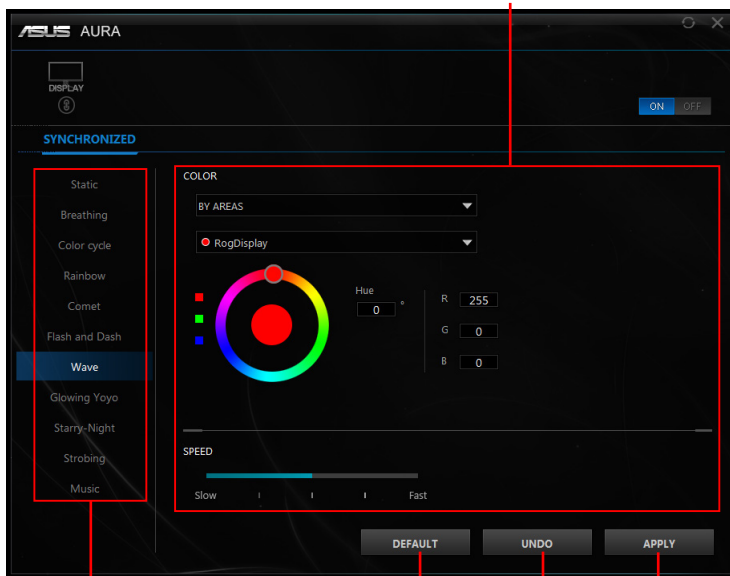 ASUS AURA
DISPLAY
ON OFF
SYNCHRONIZED
Static
Breathing
Color cycle
Rainbow
Comet
Flash and Dash
Wave
Glowing Yoyo
Starry-Night
Strobing
Music
COLOR
BY AREAS
RogDisplay
Hue
0 °
R 255
G 0
B 0
SPEED
Slow Fast
DEFAULT UNDO APPLY